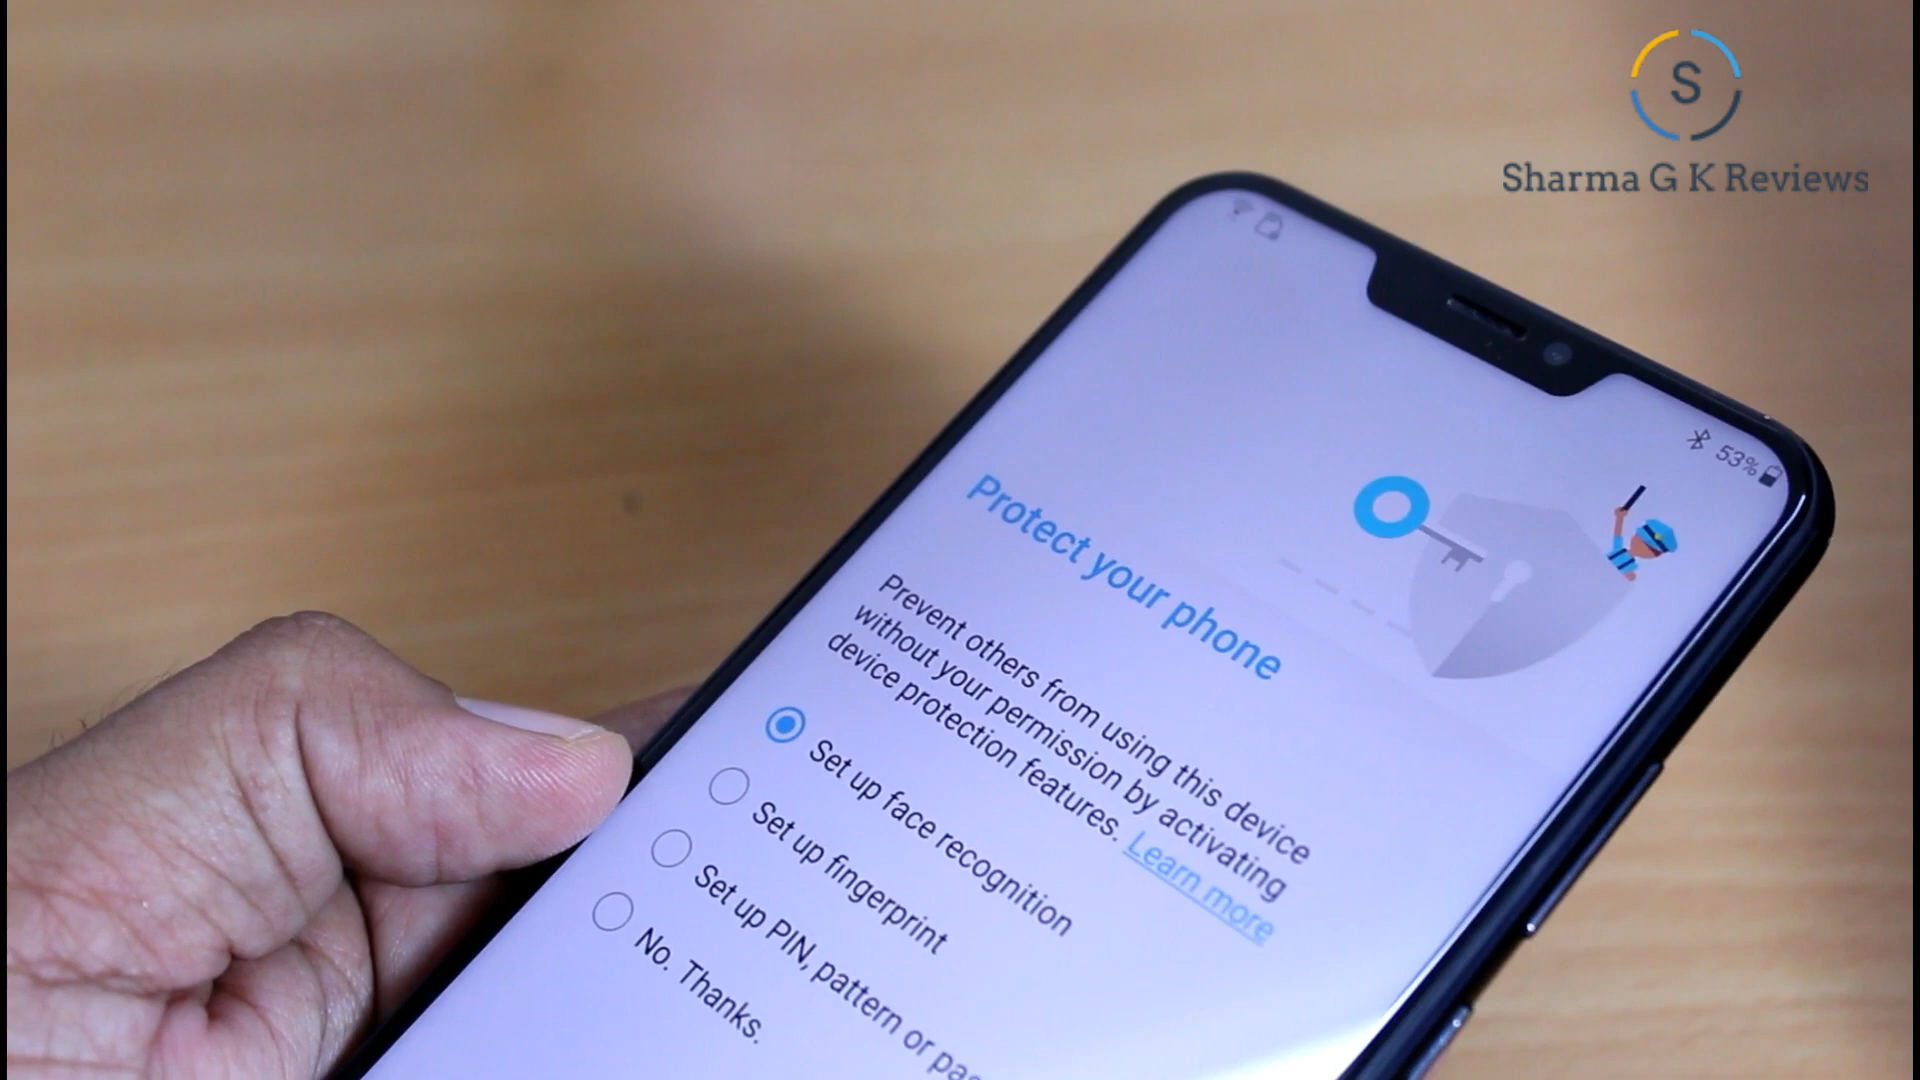 S
Sharma G K Reviews
53%
Protect your phone
Prevent others from using this device
without your permission by activating
device protection features. Learn more
Set up face recognition
Set up fingerprint
Set up PIN, pattern or
No. Thanks.